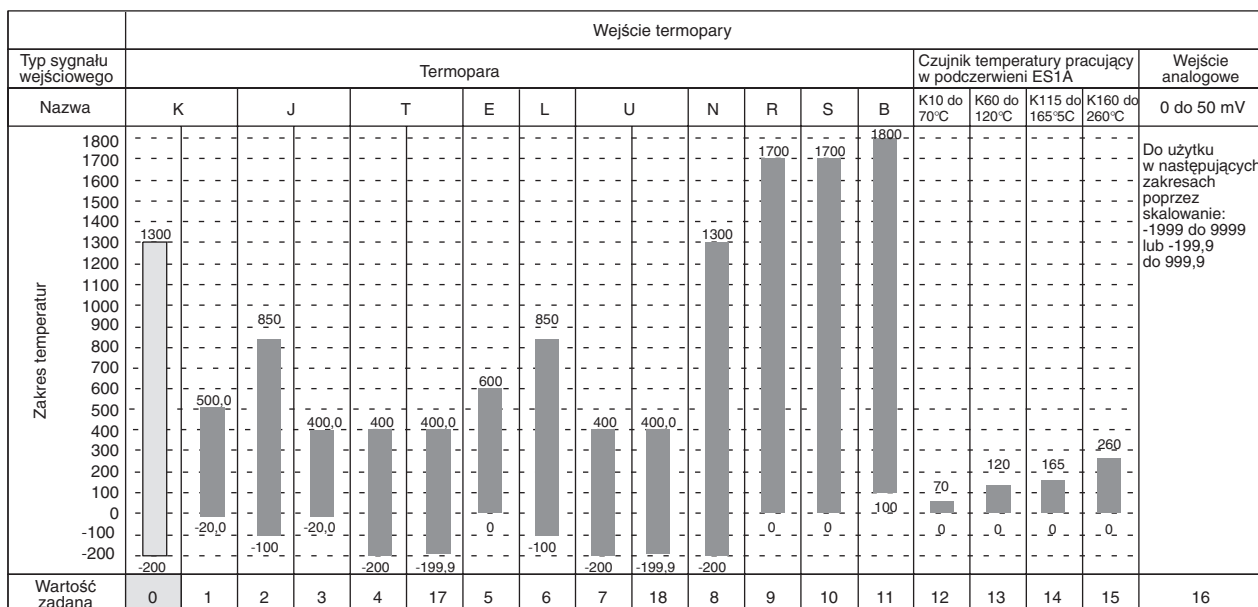 Wejście termopary
Typ sygnału
wejściowego
Termopara
Czujnik temperatury pracujący
w podczerwieni ES1A
Wejście
analogowe
Nazwa
K
J
T
E
L
U
N
R
S
B
K10 do
70°C
K60 do
120°C
K115 do
165°5C
K160 do
260°C
0 do 50 mV
Zakres temperatur
1800
1700
1600
1500
1400
1300
1200
1100
1000
900
800
700
600
500
400
300
200
100
0
-100
-200
1300
-200
500,0
-20,0
850
-100
400,0
-20,0
400
-200
400,0
-199,9
600
0
850
-100
400
-200
400,0
-199,9
1300
-200
1700
0
1700
0
1800
100
70
0
120
0
165
0
260
0
Do użytku
w następujących
zakresach
poprzez
skalowanie:
-1999 do 9999
lub -199,9
do 999,9
Wartość
zadana
0 1 2 3 4 17 5 6 7 18 8 9 10 11 12 13 14 15 16